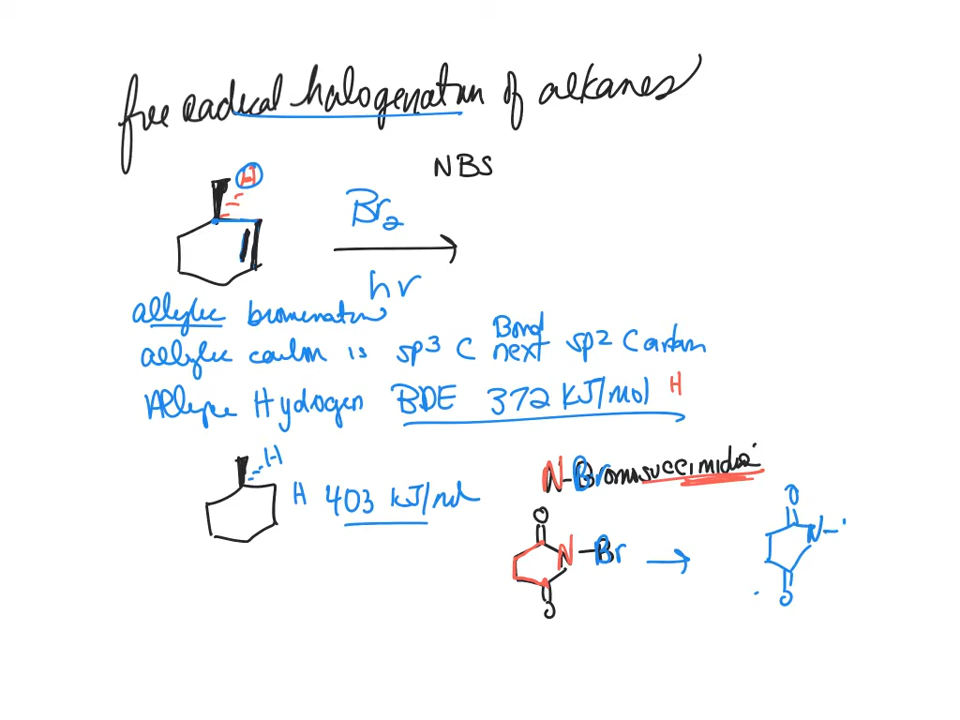 free radical halogenation of alkanes
NBS
H
Br2
hν
allylic bromination
allylic carbon is sp3 C Bond next sp2 Carbon
Allylic Hydrogen BDE 372 KJ/mol H
H
H 403 KJ/mol
N-Bromosuccinimide
O
N-Br →
O
O
N-·
O